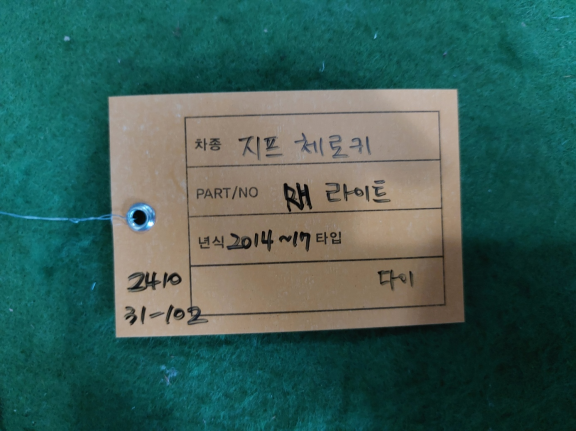 차종 지프 체로키
PART/NO RH 라이트
년식 2014~17 타입
다이
2410
31-102